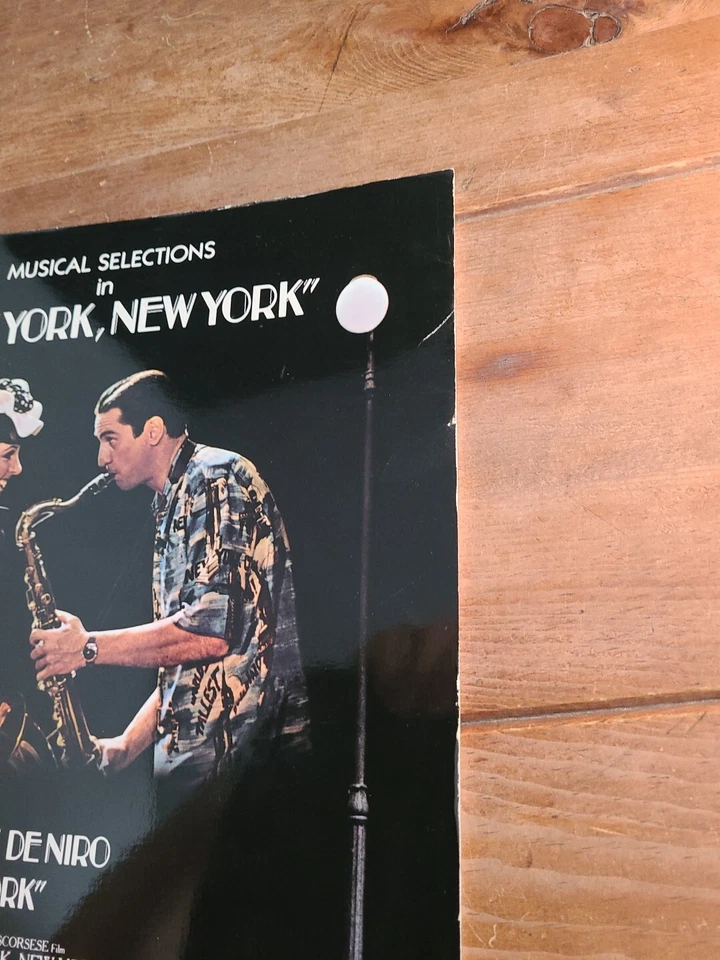 MUSICAL SELECTIONS
in
YORK, NEW YORK"
DE NIRO
ORK"
SCORSESE Film